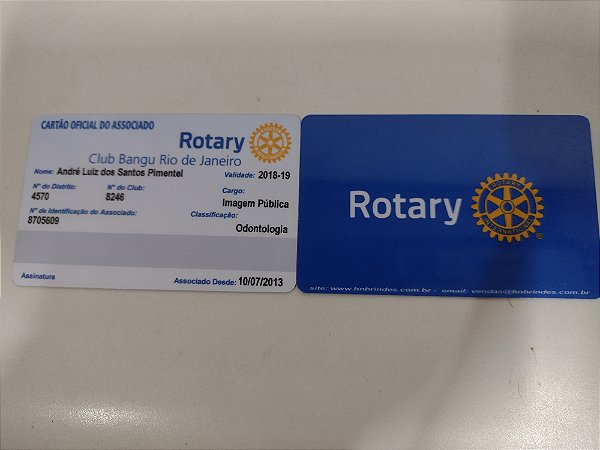 CARTÃO OFICIAL DO ASSOCIADO
Rotary
Club Bangu Rio de Janeiro
Nome: André Luiz dos Santos Pimentel Validade: 2018-19
Nº do Distrito: Nº do Club: Cargo:
4570 8246 Imagem Pública
Nº de Identificação do Associado: Classificação:
8705609 Odontologia
Assinatura Associado Desde: 10/07/2013
Rotary
ROTARY
INTERNATIONAL
site: www.hnbrindes.com.br - email: vendas@hnbrindes.com.br